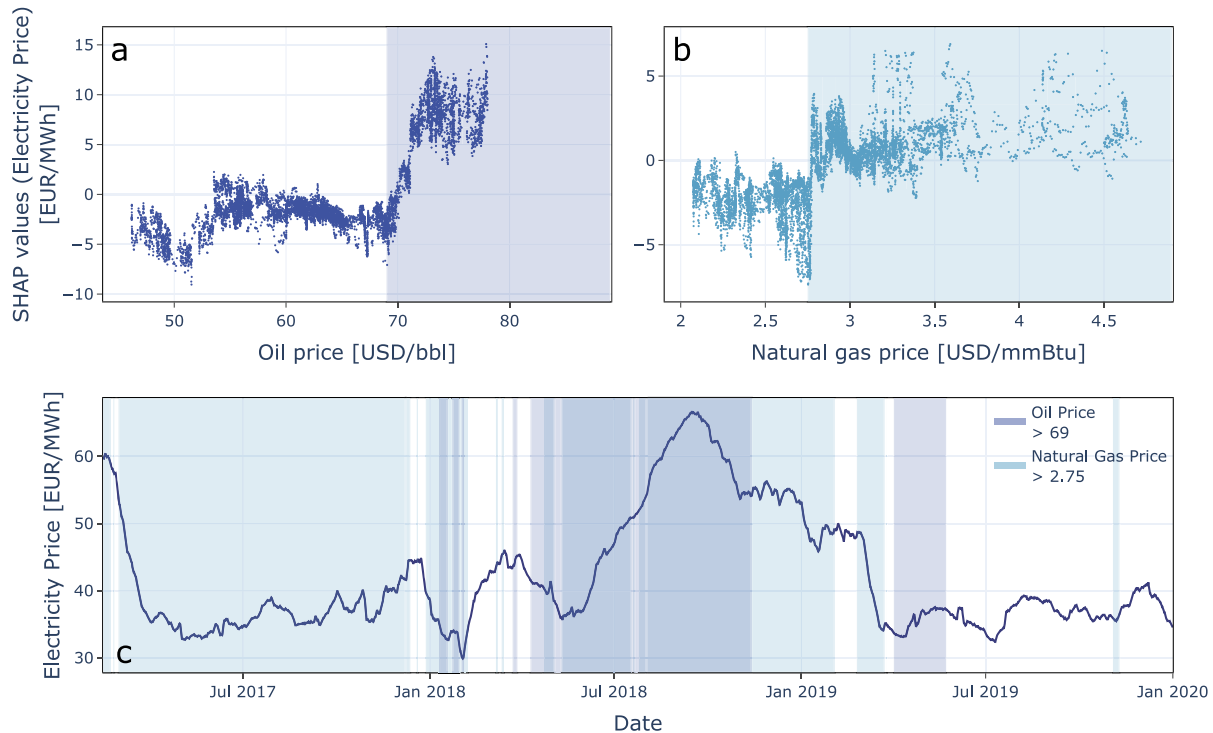 a
SHAP values (Electricity Price)
[EUR/MWh]
15
10
5
0
−5
−10
50
60
70
80
Oil price [USD/bbl]
b
5
0
−5
2
2.5
3
3.5
4
4.5
Natural gas price [USD/mmBtu]
Electricity Price [EUR/MWh]
60
50
40
30
c
Oil Price
> 69
Natural Gas Price
> 2.75
Jul 2017
Jan 2018
Jul 2018
Jan 2019
Jul 2019
Jan 2020
Date